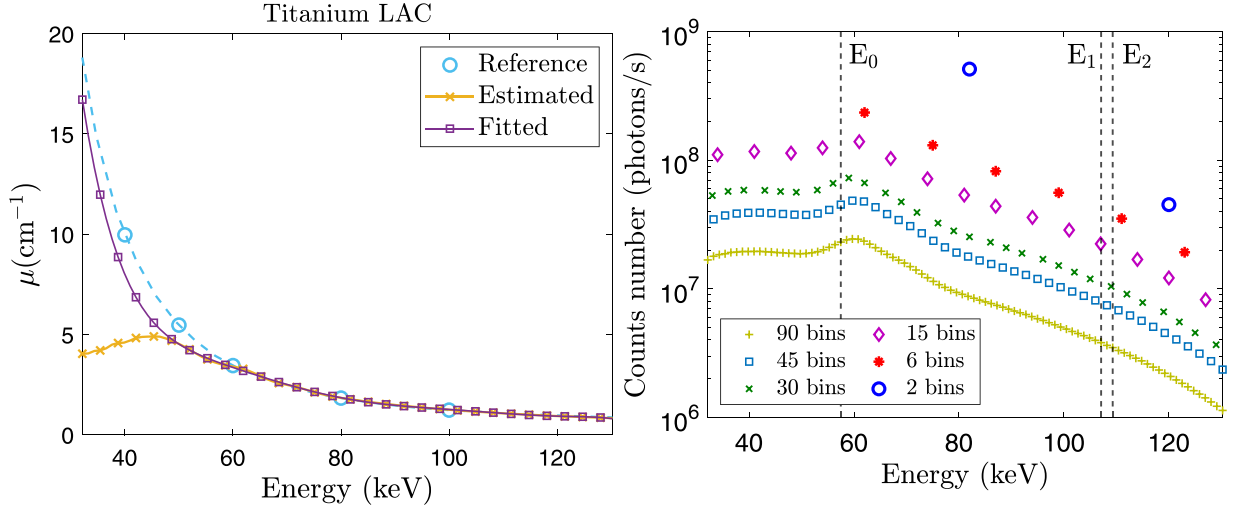 Titanium LAC
20
15
10
5
0
μ(cm⁻¹)
Reference
Estimated
Fitted
40 60 80 100 120
Energy (keV)
10⁹
10⁸
10⁷
10⁶
Counts number (photons/s)
E₀
E₁ E₂
90 bins 15 bins
45 bins 6 bins
30 bins 2 bins
40 60 80 100 120
Energy (keV)